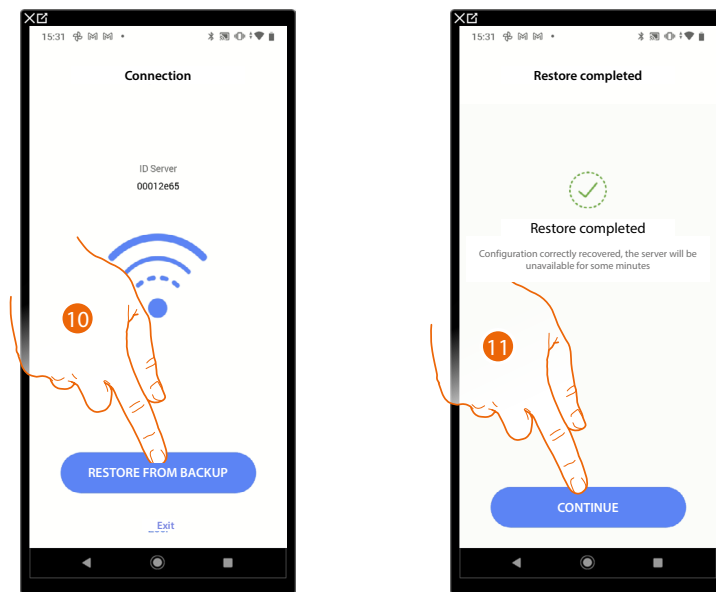 15:31
Connection
ID Server
00012e65
10
RESTORE FROM BACKUP
Exit
15:31
Restore completed
Restore completed
Configuration correctly recovered, the server will be
unavailable for some minutes
11
CONTINUE